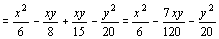 = x²/6 − xy/8 + xy/15 − y²/20 = x²/6 − 7xy/120 − y²/20